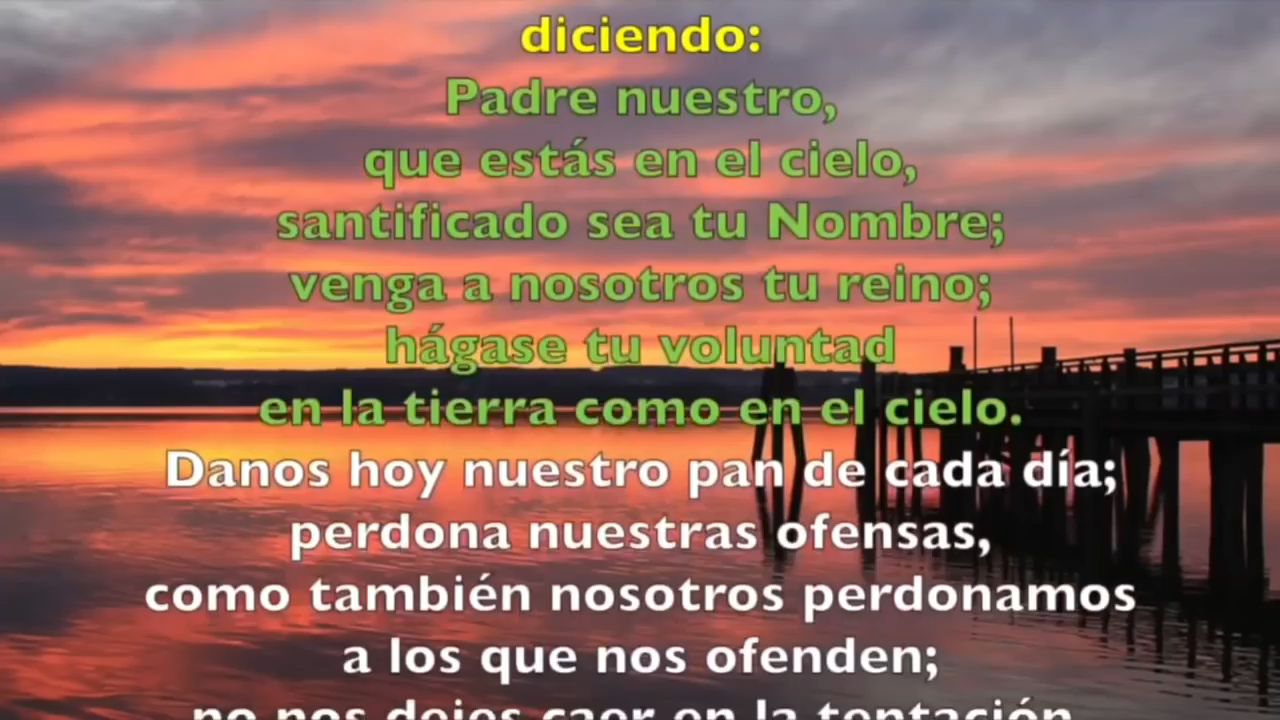 diciendo:
Padre nuestro,
que estás en el cielo,
santificado sea tu Nombre;
venga a nosotros tu reino;
hágase tu voluntad
en la tierra como en el cielo.
Danos hoy nuestro pan de cada día;
perdona nuestras ofensas,
como también nosotros perdonamos
a los que nos ofenden;
no nos dejes caer en la tentación